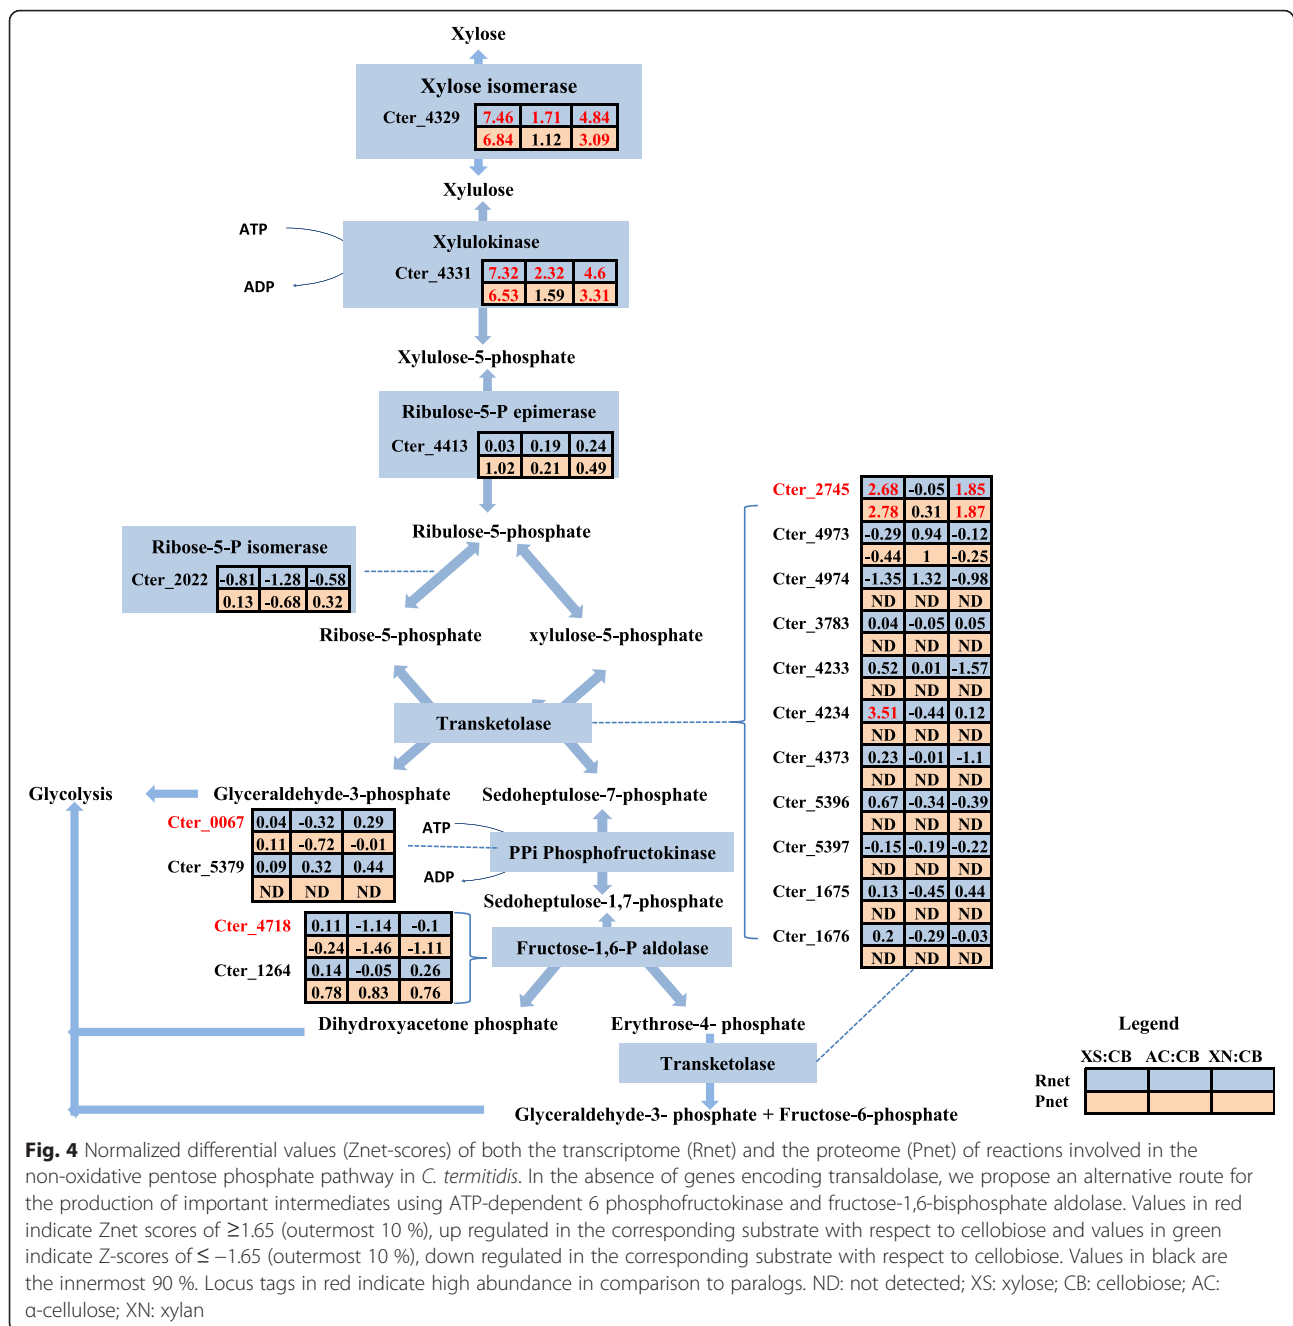 Xylose
Xylose isomerase
Cter_4329 7.46 1.71 4.84
6.84 1.12 3.09
Xylulose
ATP
Xylulokinase
Cter_4331 7.32 2.32 4.6
ADP
6.53 1.59 3.31
Xylulose-5-phosphate
Ribulose-5-P epimerase
Cter_4413 0.03 0.19 0.24
1.02 0.21 0.49
Ribulose-5-phosphate
Ribose-5-P isomerase
Cter_2022 -0.81 -1.28 -0.58
0.13 -0.68 0.32
Ribose-5-phosphate xylulose-5-phosphate
Transketolase
Cter_2745 2.68 -0.05 1.85
2.78 0.31 1.87
Cter_4973 -0.29 0.94 -0.12
-0.44 1 -0.25
Cter_4974 -1.35 1.32 -0.98
ND ND ND
Cter_3783 0.04 -0.05 0.05
ND ND ND
Cter_4233 0.52 0.01 -1.57
ND ND ND
Cter_4234 3.51 -0.44 0.12
ND ND ND
Cter_4373 0.23 -0.01 -1.1
ND ND ND
Cter_5396 0.67 -0.34 -0.39
ND ND ND
Cter_5397 -0.15 -0.19 -0.22
ND ND ND
Cter_1675 0.13 -0.45 0.44
ND ND ND
Cter_1676 0.2 -0.29 -0.03
ND ND ND
Glycolysis Glyceraldehyde-3-phosphate Sedoheptulose-7-phosphate
Cter_0067 0.04 -0.32 0.29
0.11 -0.72 -0.01
Cter_5379 0.09 0.32 0.44
ND ND ND
ATP
PPi Phosphofructokinase
ADP
Sedoheptulose-1,7-phosphate
Cter_4718 0.11 -1.14 -0.1
-0.24 -1.46 -1.11
Cter_1264 0.14 -0.05 0.26
0.78 0.83 0.76
Fructose-1,6-P aldolase
Dihydroxyacetone phosphate Erythrose-4- phosphate
Transketolase
Glyceraldehyde-3- phosphate + Fructose-6-phosphate
Legend
XS:CB AC:CB XN:CB
Rnet
Pnet
Fig. 4 Normalized differential values (Znet-scores) of both the transcriptome (Rnet) and the proteome (Pnet) of reactions involved in the
non-oxidative pentose phosphate pathway in C. termitidis. In the absence of genes encoding transaldolase, we propose an alternative route for
the production of important intermediates using ATP-dependent 6 phosphofructokinase and fructose-1,6-bisphosphate aldolase. Values in red
indicate Znet scores of ≥1.65 (outermost 10 %), up regulated in the corresponding substrate with respect to cellobiose and values in green
indicate Z-scores of ≤ −1.65 (outermost 10 %), down regulated in the corresponding substrate with respect to cellobiose. Values in black are
the innermost 90 %. Locus tags in red indicate high abundance in comparison to paralogs. ND: not detected; XS: xylose; CB: cellobiose; AC:
α-cellulose; XN: xylan